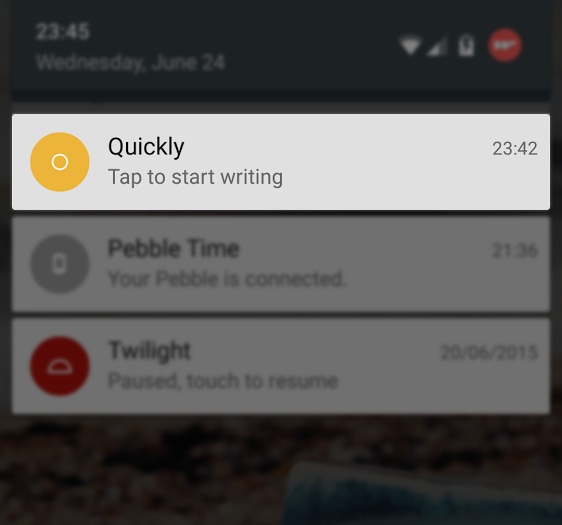 23:45
Wednesday, June 24
Quickly
23:42
Tap to start writing
Pebble Time
21:36
Your Pebble is connected.
Twilight
20/06/2015
Paused, touch to resume